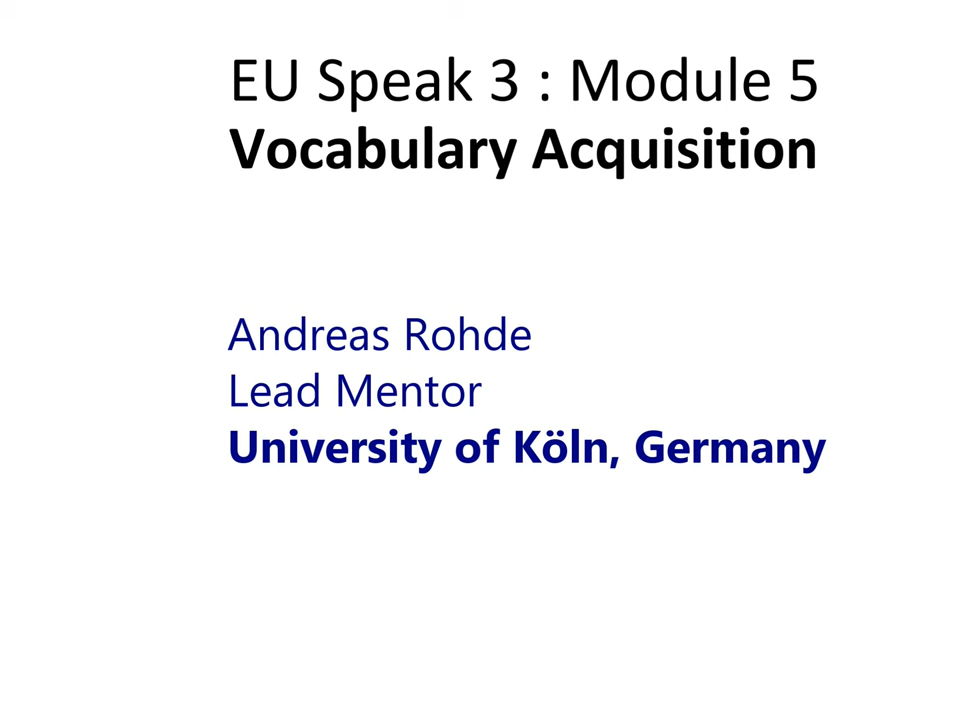 EU Speak 3 : Module 5
Vocabulary Acquisition
Andreas Rohde
Lead Mentor
University of Köln, Germany